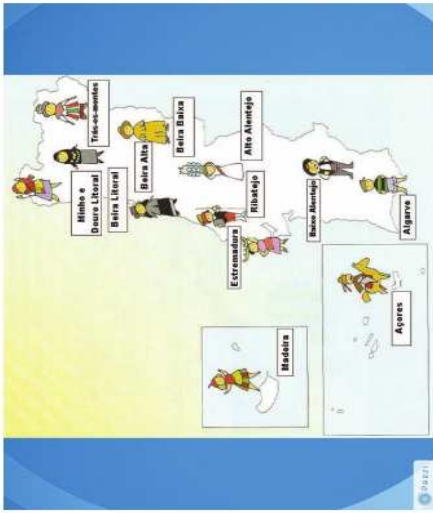 Minho e
Douro Litoral
Trás-os-montes
Beira Litoral
Beira Alta
Beira Baixa
Estremadura
Ribatejo
Alto Alentejo
Madeira
Baixo Alentejo
Açores
Algarve